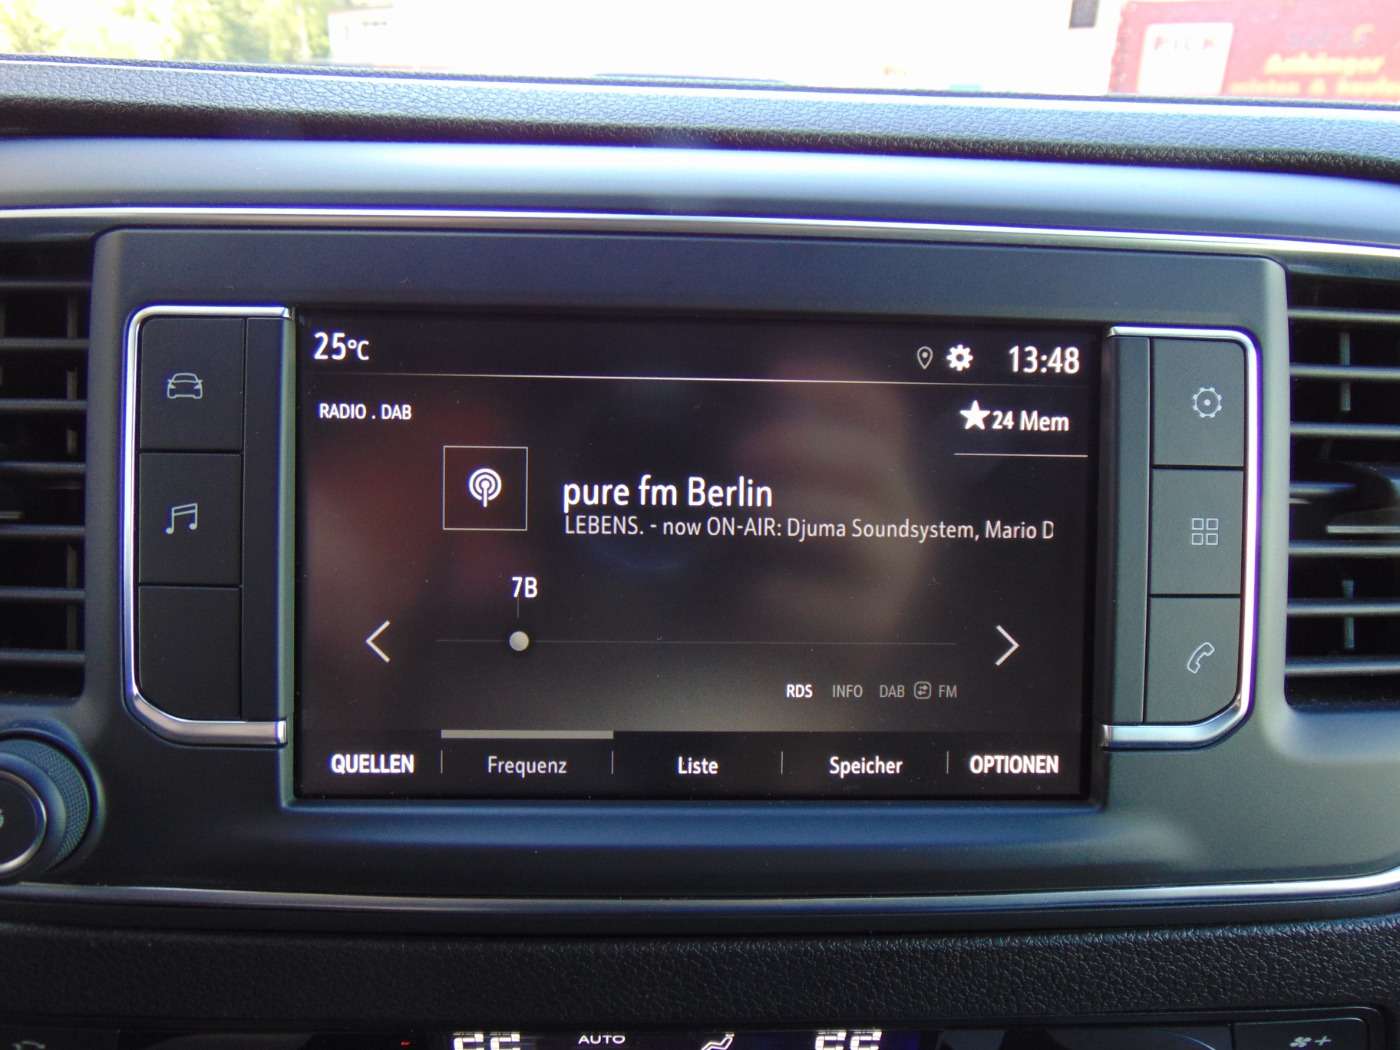 25°C
13:48
RADIO . DAB
24 Mem
pure fm Berlin
LEBENS. - now ON-AIR: Djuma Soundsystem, Mario D
7B
RDS INFO DAB FM
QUELLEN Frequenz Liste Speicher OPTIONEN
AUTO